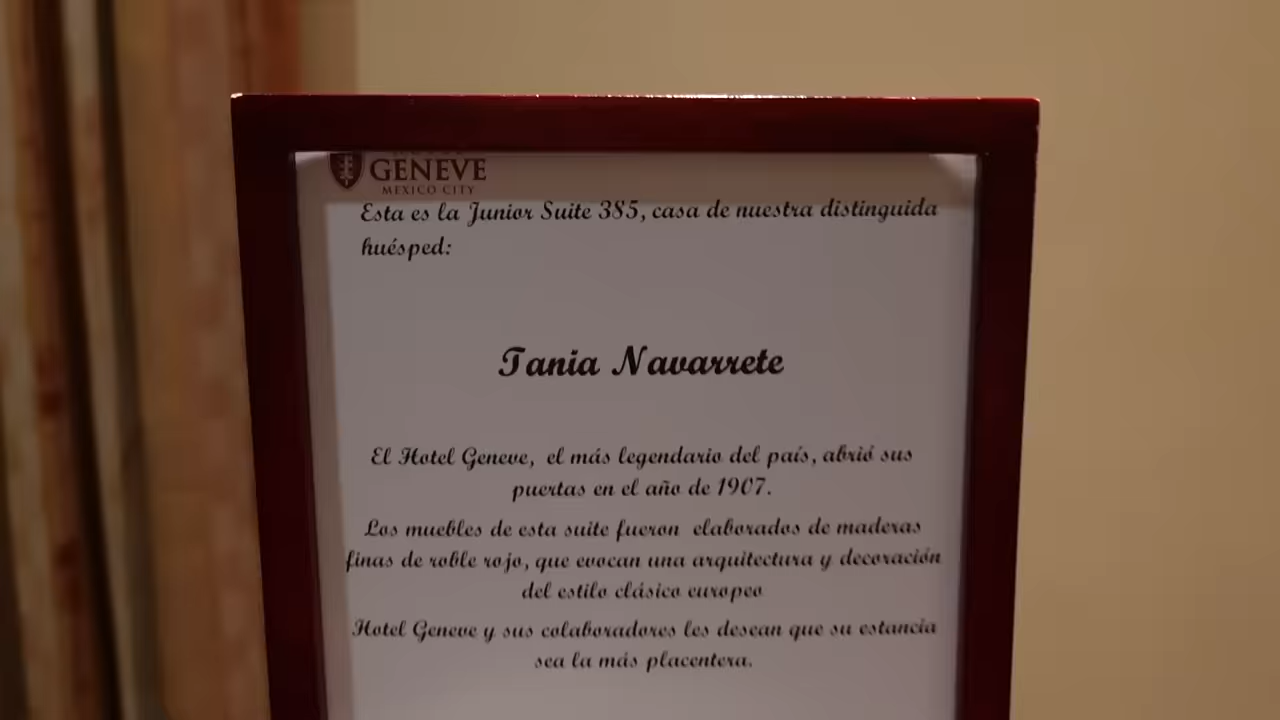 GENEVE
MEXICO CITY
Esta es la Junior Suite 385, casa de nuestra distinguida
huésped:
Tania Navarrete
El Hotel Geneve, el más legendario del país, abrió sus
puertas en el año de 1907.
Los muebles de esta suite fueron elaborados de maderas
finas de roble rojo, que evocan una arquitectura y decoración
del estilo clásico europeo
Hotel Geneve y sus colaboradores les desean que su estancia
sea la más placentera.